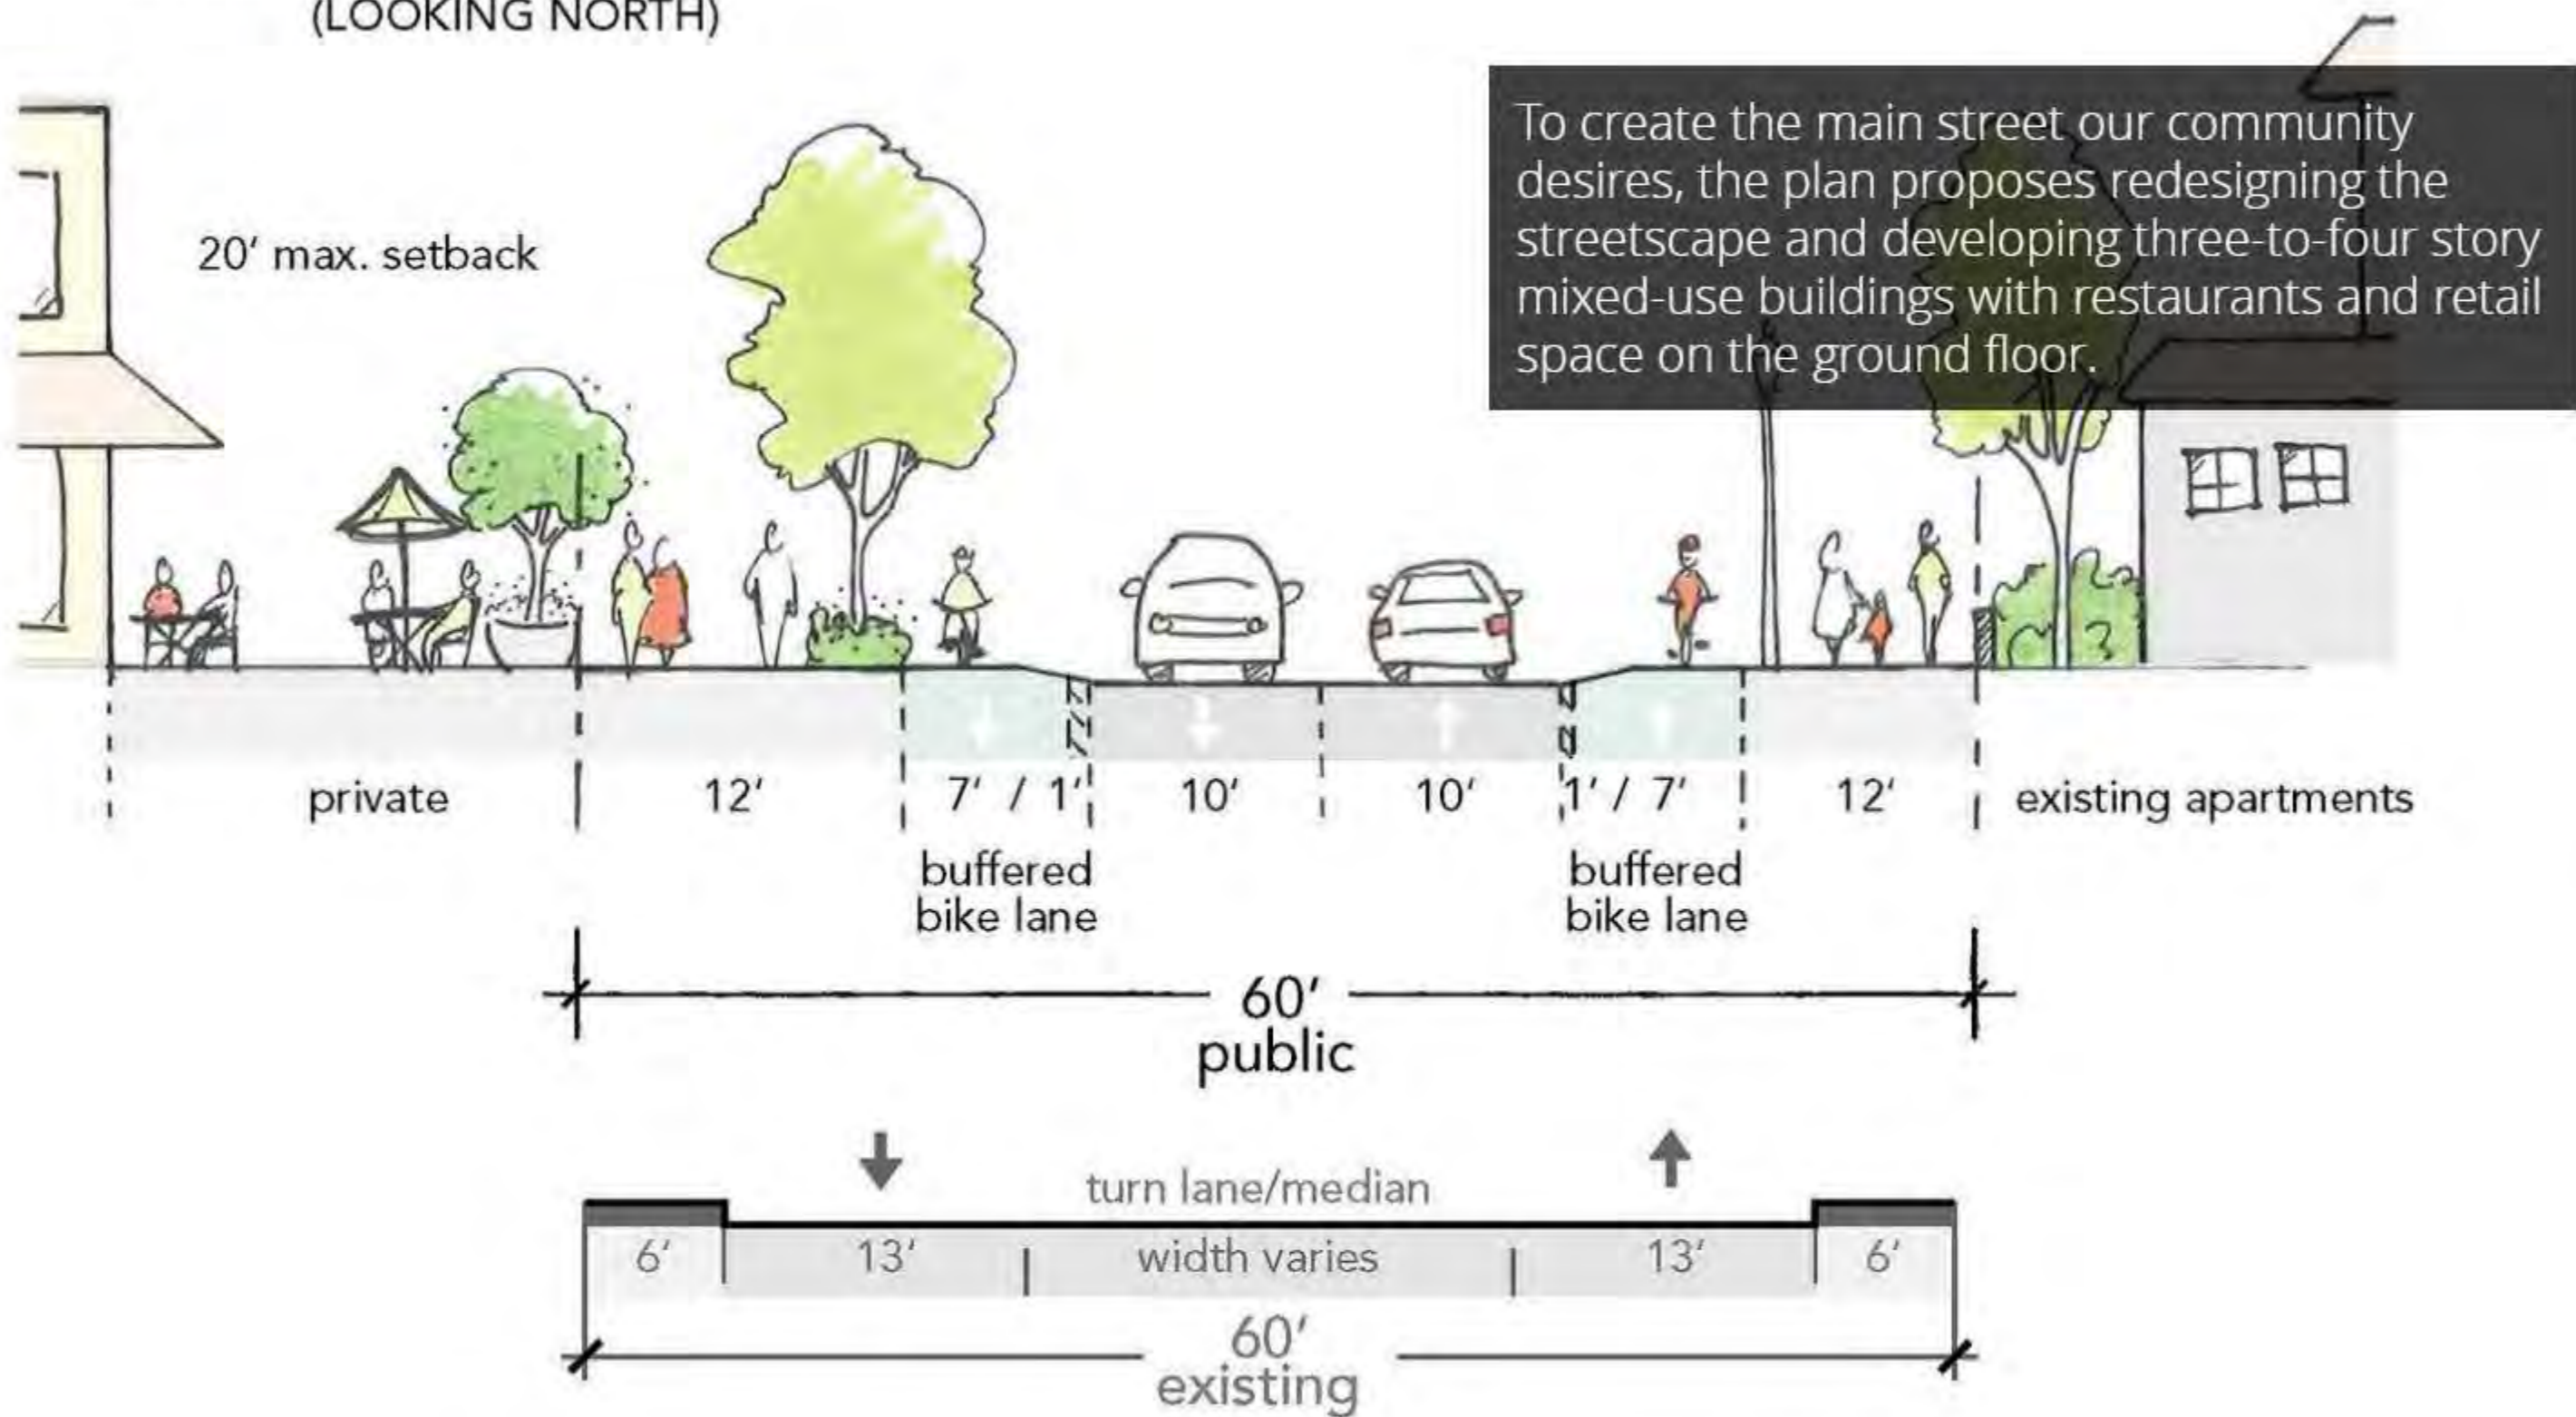 (LOOKING NORTH)
To create the main street our community
desires, the plan proposes redesigning the
streetscape and developing three-to-four story
mixed-use buildings with restaurants and retail
space on the ground floor.
20' max. setback
private 12' 7' / 1' 10' 10' 1' / 7' 12' existing apartments
buffered buffered
bike lane bike lane
60'
public
turn lane/median
6' 13' width varies 13' 6'
60'
existing